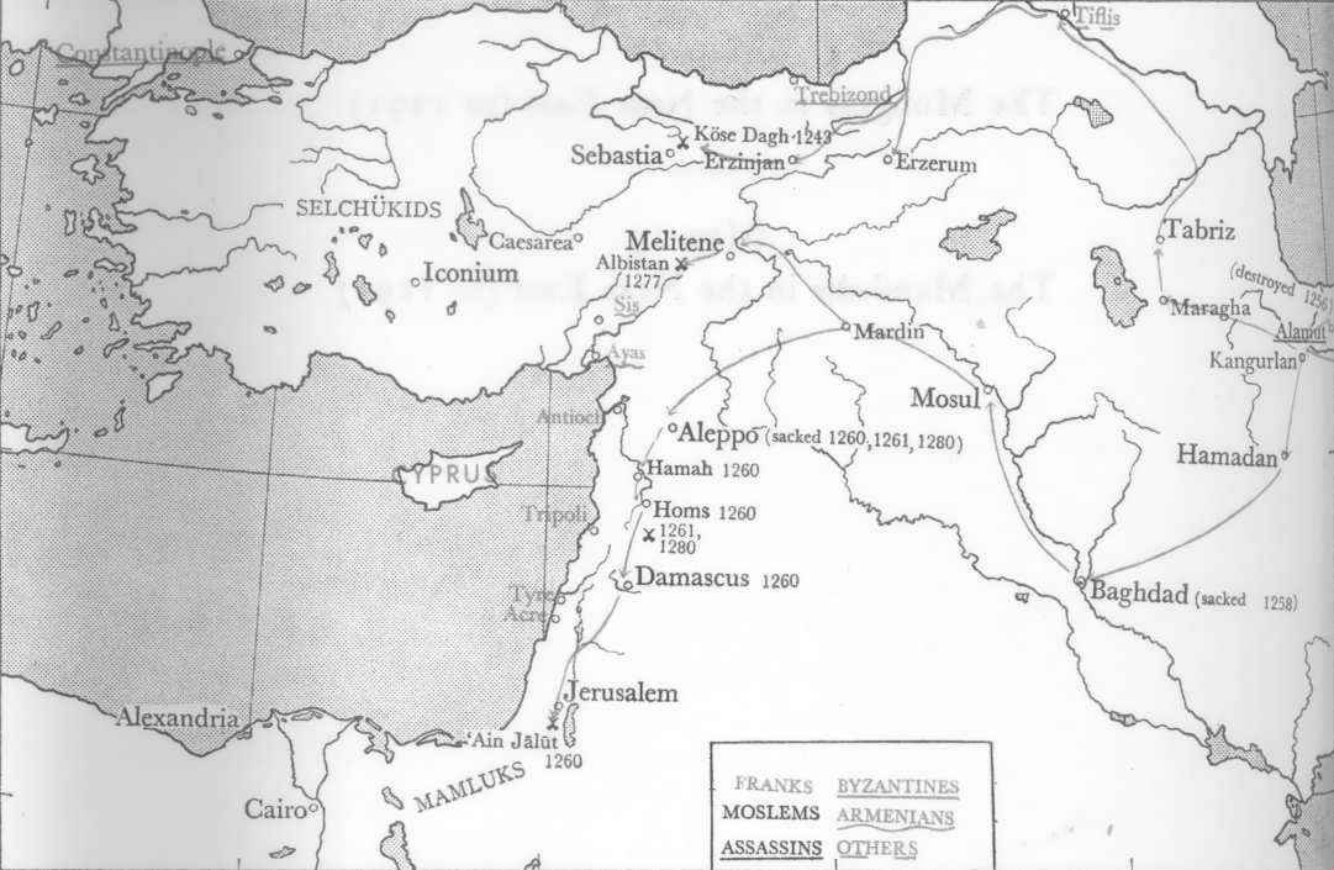 Tiflis
Constantinople
Trebizond
Köse Dagh 1243
Sebastia
Erzinjan
Erzerum
SELCHÜKIDS
Caesarea
Melitene
Tabriz
Albistan
(1277)
Iconium
(destroyed 1256)
Sis
Maragha
Alamut
Mardin
Ayas
Kangurlan
Mosul
Antioch
Aleppo (sacked 1260, 1261, 1280)
Hamadan
Hamah 1260
CYPRUS
Tripoli
Homs 1260
1261,
1280
Damascus 1260
Baghdad (sacked 1258)
Tyre
Acre
Jerusalem
Alexandria
'Ain Jālūt
1260
MAMLUKS
Cairo
FRANKS BYZANTINES
MOSLEMS ARMENIANS
ASSASSINS OTHERS